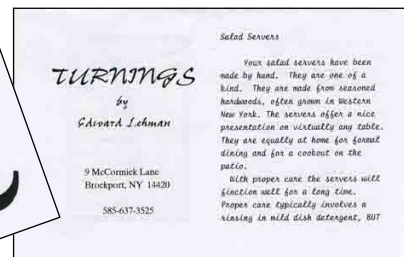 TURNINGS
by
Edward Lehman
9 McCormick Lane
Brockport, NY 14420
585-637-3525
Salad Servers
Your salad servers have been
made by hand. They are one of a
kind. They are made from seasoned
hardwoods, often grown in Western
New York. The servers offer a nice
presentation on virtually any table.
They are equally at home for formal
dining and for a cookout on the
patio.
With proper care the servers will
function well for a long time.
Proper care typically involves a
rinsing in mild dish detergent, BUT